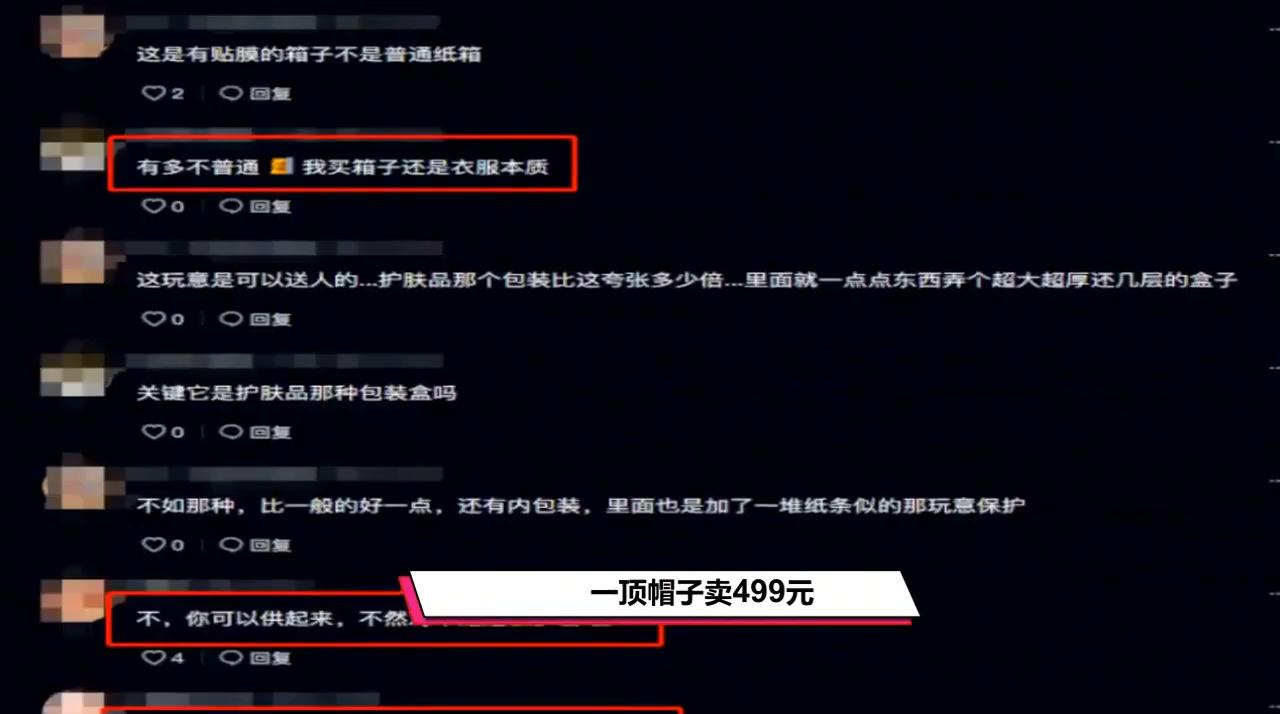 这是有贴膜的箱子不是普通纸箱
2 回复
有多不普通 我买箱子还是衣服本质
0 回复
这玩意是可以送人的...护肤品那个包装比这夸张多少倍...里面就一点点东西弄个超大超厚还几层的盒子
0 回复
关键它是护肤品那种包装盒吗
0 回复
不如那种，比一般的好一点，还有内包装，里面也是加了一堆纸条似的那玩意保护
0 回复
一顶帽子卖499元
不，你可以供起来，不然
4 回复